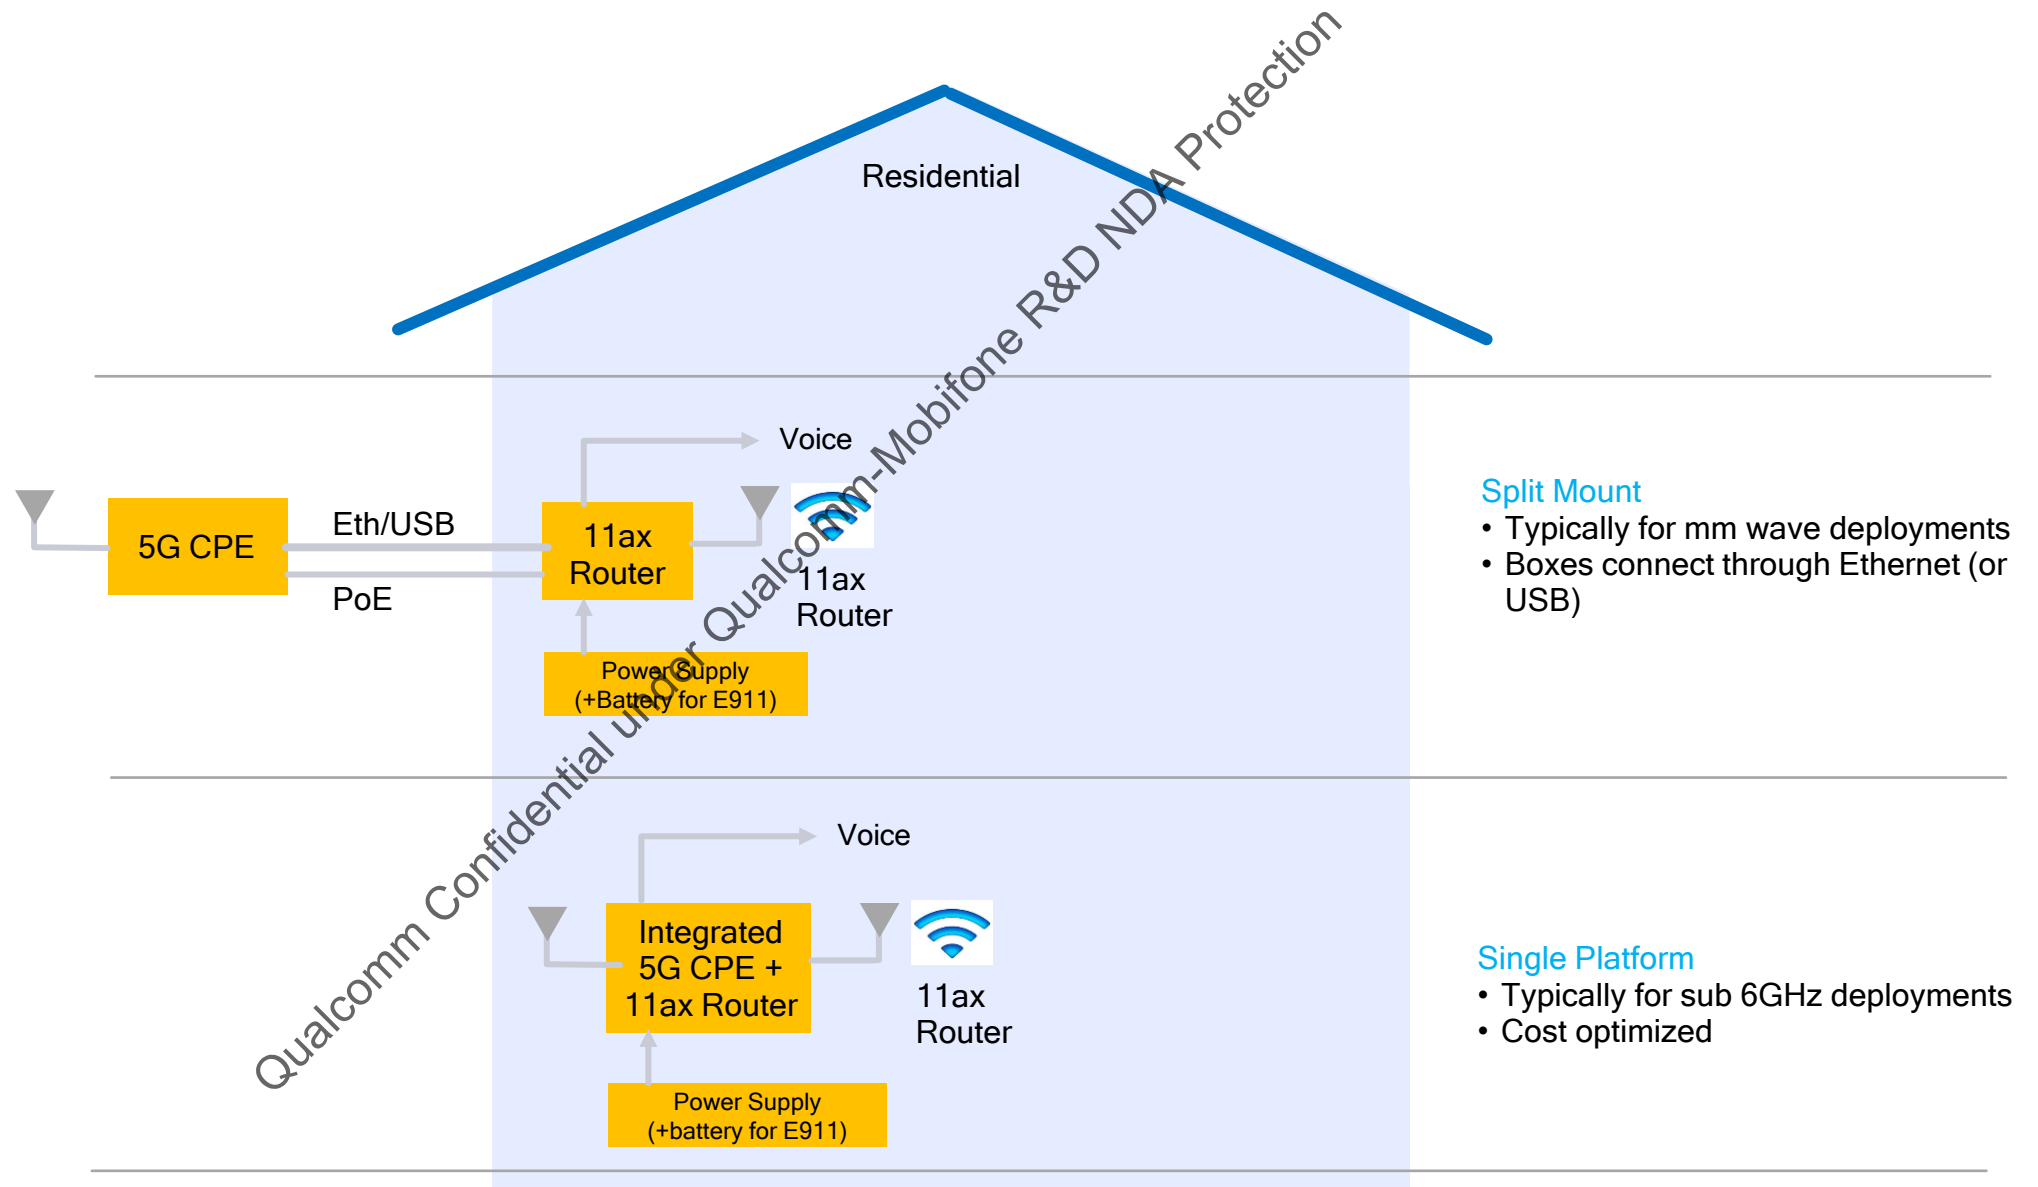 Qualcomm Confidential under Qualcomm-Mobifone R&D NDA Protection
Residential
Voice
5G CPE
Eth/USB
PoE
11ax
Router
11ax
Router
Power Supply
(+Battery for E911)
Split Mount
• Typically for mm wave deployments
• Boxes connect through Ethernet (or
USB)
Voice
Integrated
5G CPE +
11ax Router
11ax
Router
Power Supply
(+battery for E911)
Single Platform
• Typically for sub 6GHz deployments
• Cost optimized